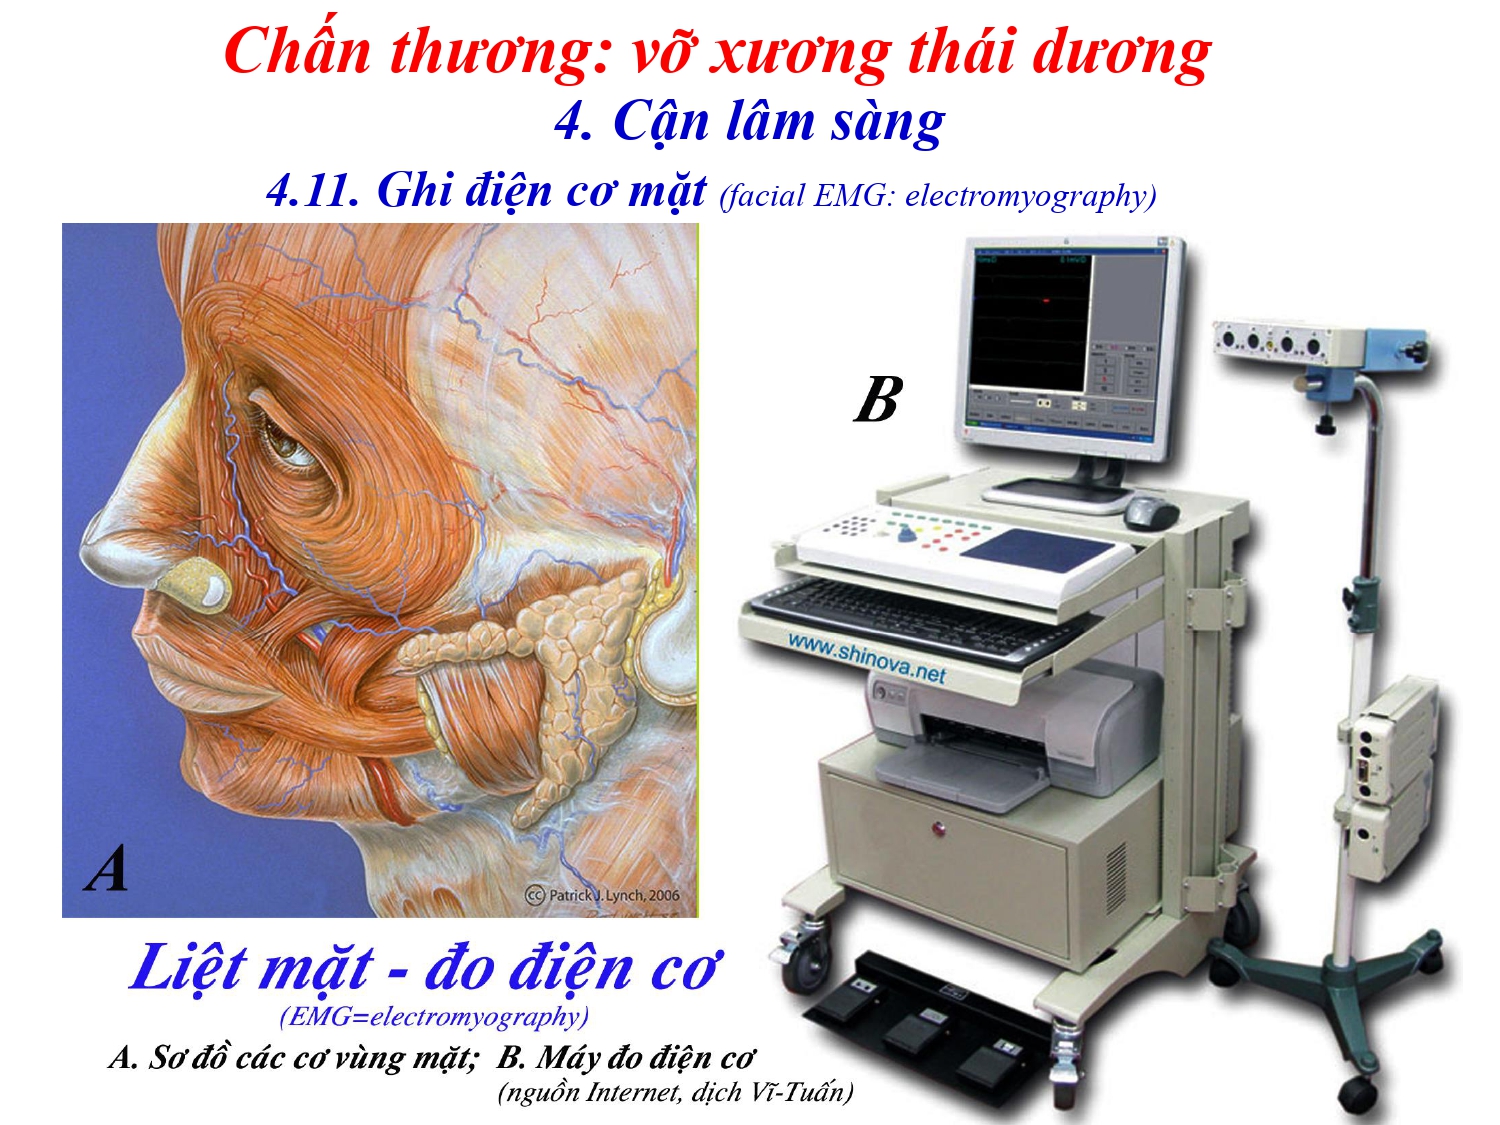 Chấn thương: vỡ xương thái dương
4. Cận lâm sàng
4.11. Ghi điện cơ mặt (facial EMG: electromyography)
B
www.shinova.net
A
cc Patrick J. Lynch, 2006
Liệt mặt - đo điện cơ
(EMG=electromyography)
A. Sơ đồ các cơ vùng mặt; B. Máy đo điện cơ
(nguồn Internet, dịch Vĩ-Tuấn)